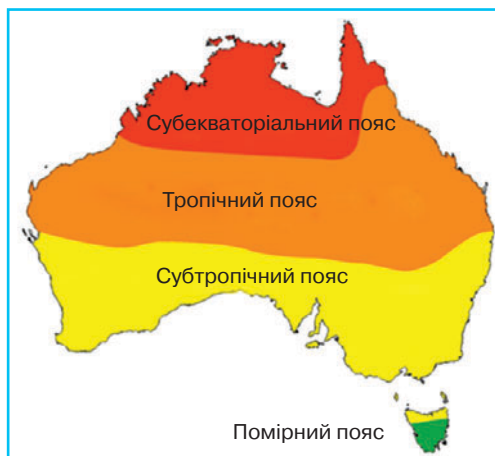 Субекваторіальний пояс
Тропічний пояс
Субтропічний пояс
Помірний пояс